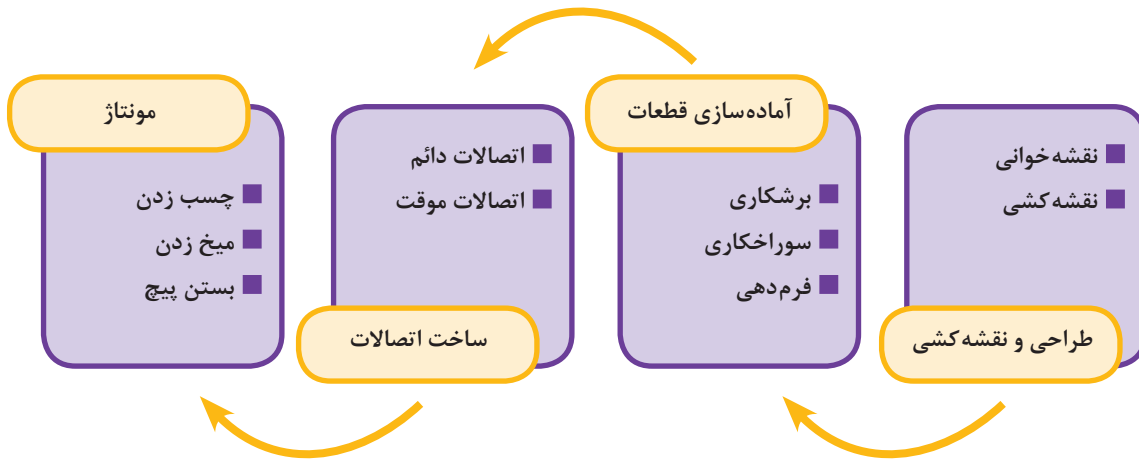 طراحی و نقشه‌کشی
نقشه‌خوانی
نقشه‌کشی
آماده‌سازی قطعات
برشکاری
سوراخکاری
فرم‌دهی
ساخت اتصالات
اتصالات دائم
اتصالات موقت
مونتاژ
چسب زدن
میخ زدن
بستن پیچ